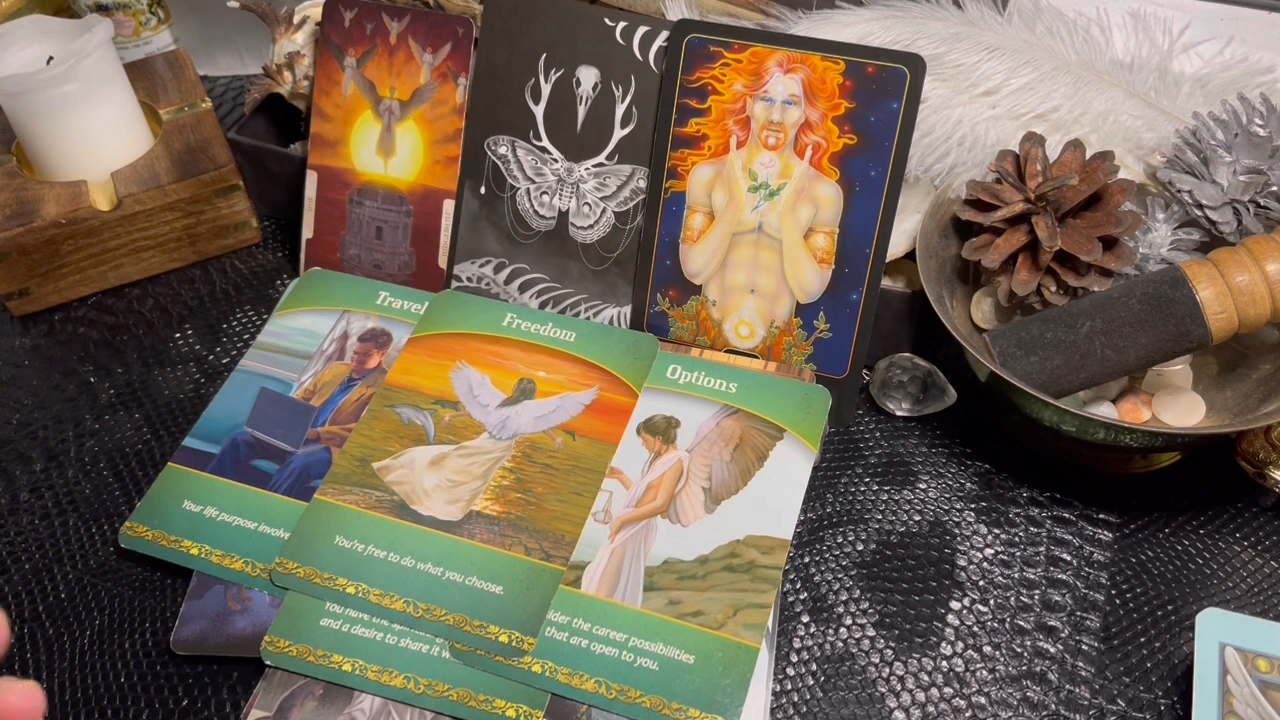 Travel
Your life purpose involve
Freedom
You're free to do what you choose.
Options
ider the career possibilities
that are open to you.
You have the
and a desire to share it w